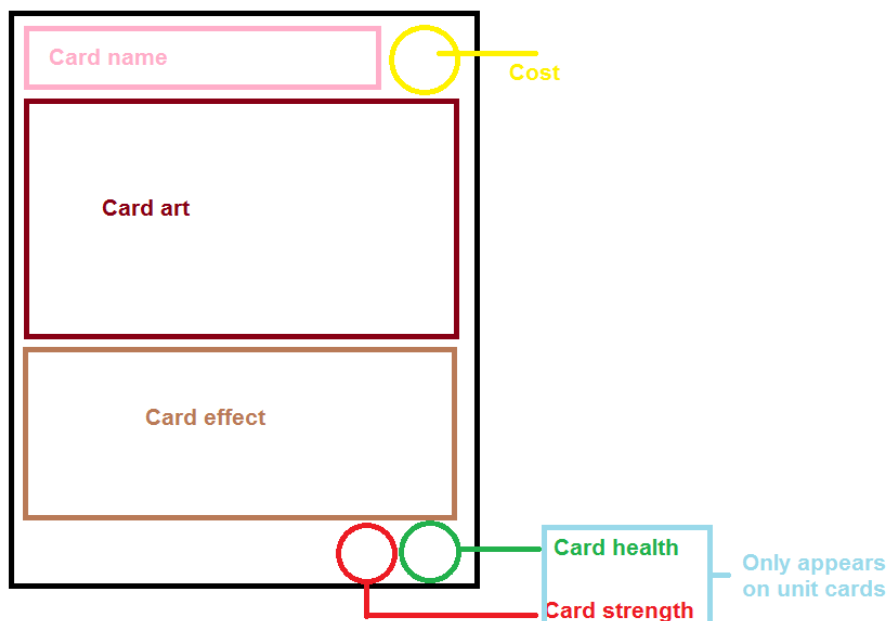 Card name
Cost
Card art
Card effect
Card health
Only appears
on unit cards
Card strength